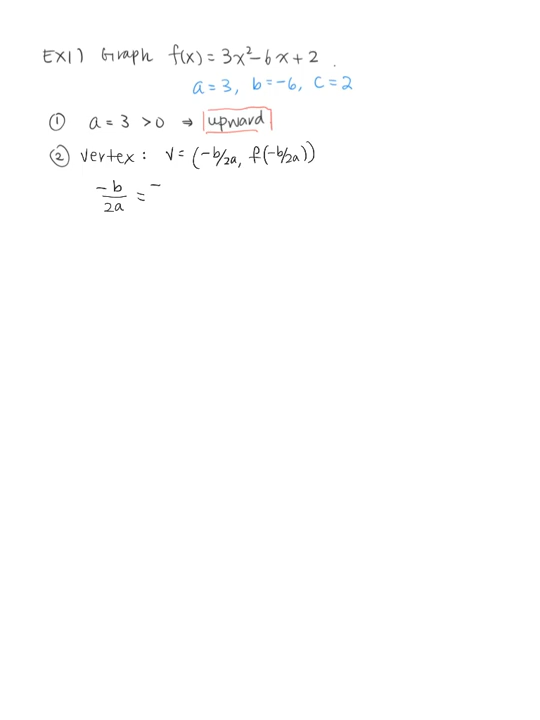 EX1) Graph f(x) = 3x²-6x+2.
a=3, b=-6, c=2
① a = 3 > 0 ⇒ upward
② Vertex: V = (-b/2a, f(-b/2a))
-b/2a = -